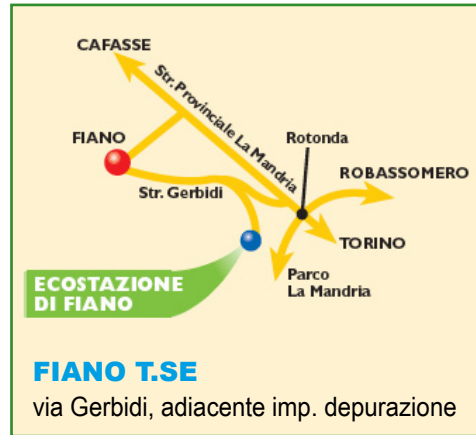 CAFASSE
Str. Provinciale La Mandria
FIANO
Rotonda
ROBASSOMERO
Str. Gerbidi
TORINO
ECOSTAZIONE
DI FIANO
Parco
La Mandria
FIANO T.SE
via Gerbidi, adiacente imp. depurazione